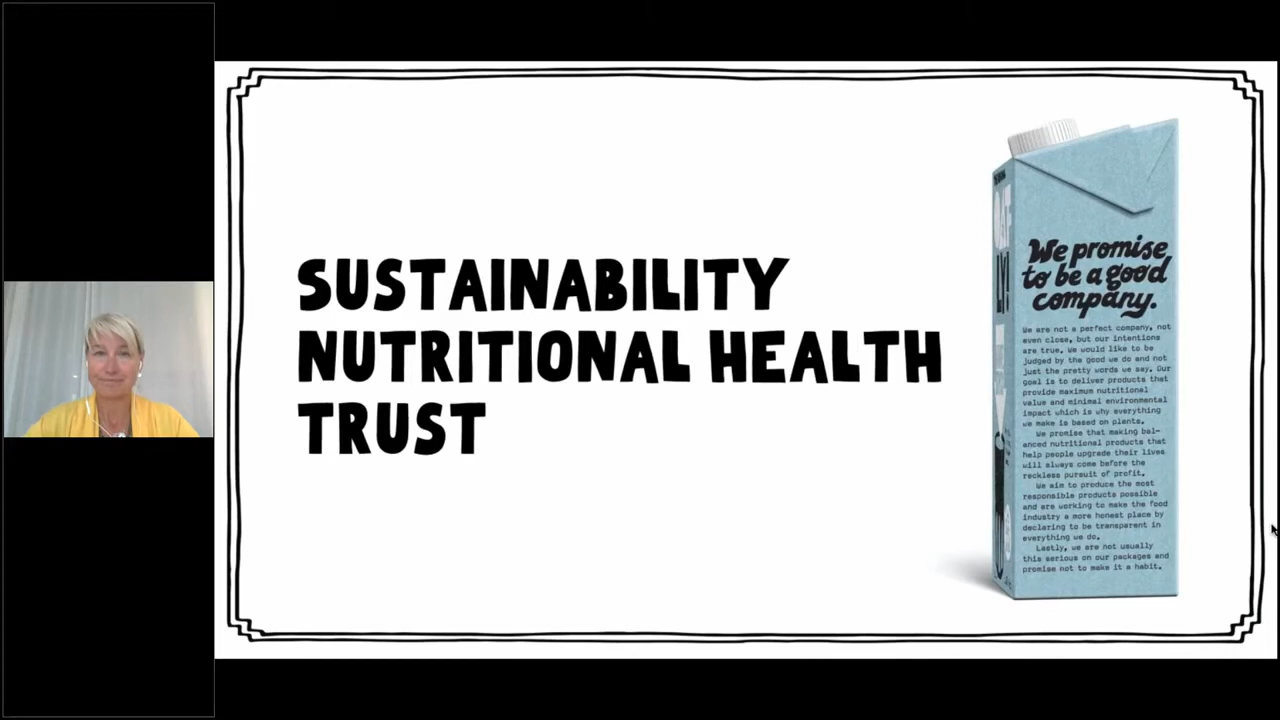 SUSTAINABILITY
NUTRITIONAL HEALTH
TRUST
OAT
LY!
We promise
to be a good
company.
We are not a perfect company, not
even close, but our intentions
are true. We would like to be
judged by the good we do and not
just the pretty words we say. Our
goal is to deliver products that
provide maximum nutritional
value and minimal environmental
impact which is why everything
we make is based on plants.
We promise that making bal-
anced nutritional products that
help people upgrade their lives
will always come before the
reckless pursuit of profit.
We aim to produce the most
responsible products possible
and are working to make the food
industry a more honest place by
declaring to be transparent in
everything we do.
Lastly, we are not usually
this serious on our packages and
promise not to make it a habit.